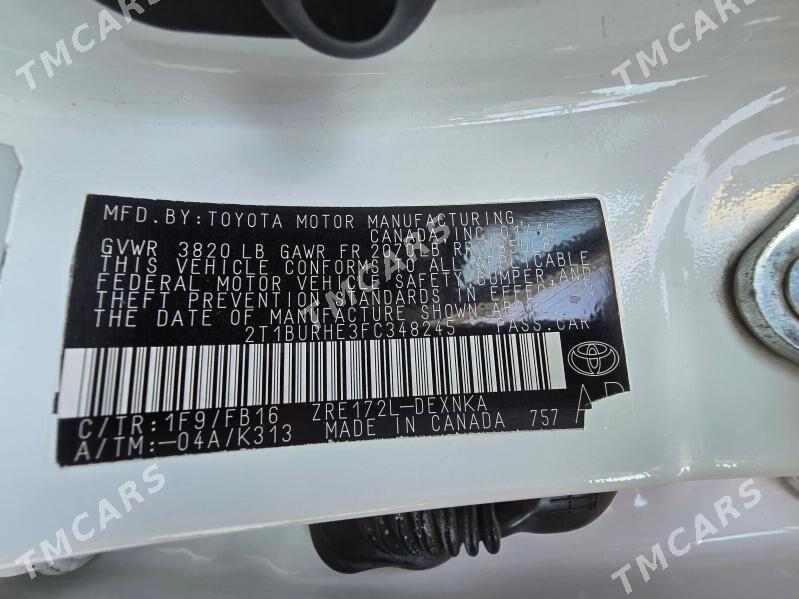 MFD.BY:TOYOTA MOTOR MANUFACTURING,
CANADA, INC. 01/15
GVWR 3820 LB GAWR FR 2070LB RR
THIS VEHICLE CONFORMS TO ALL APPLICABLE
FEDERAL MOTOR VEHICLE SAFETY, BUMPER, AND
THEFT PREVENTION STANDARDS IN EFFECT ON
THE DATE OF MANUFACTURE SHOWN ABOVE.
2T1BURHE3FC348245 PASS.CAR
C/TR:1F9/FB16 ZRE172L-DEXNKA
A/TM:-04A/K313 MADE IN CANADA 757
TMCARS
TMCARS
TMCARS
TMCARS
TMCARS
TMCARS